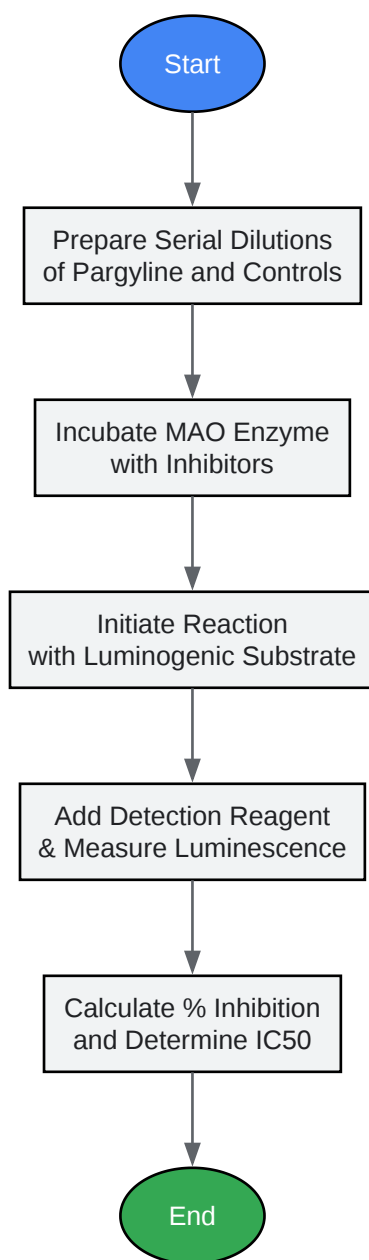 Start
Prepare Serial Dilutions
of Pargyline and Controls
Incubate MAO Enzyme
with Inhibitors
Initiate Reaction
with Luminogenic Substrate
Add Detection Reagent
& Measure Luminescence
Calculate % Inhibition
and Determine IC50
End